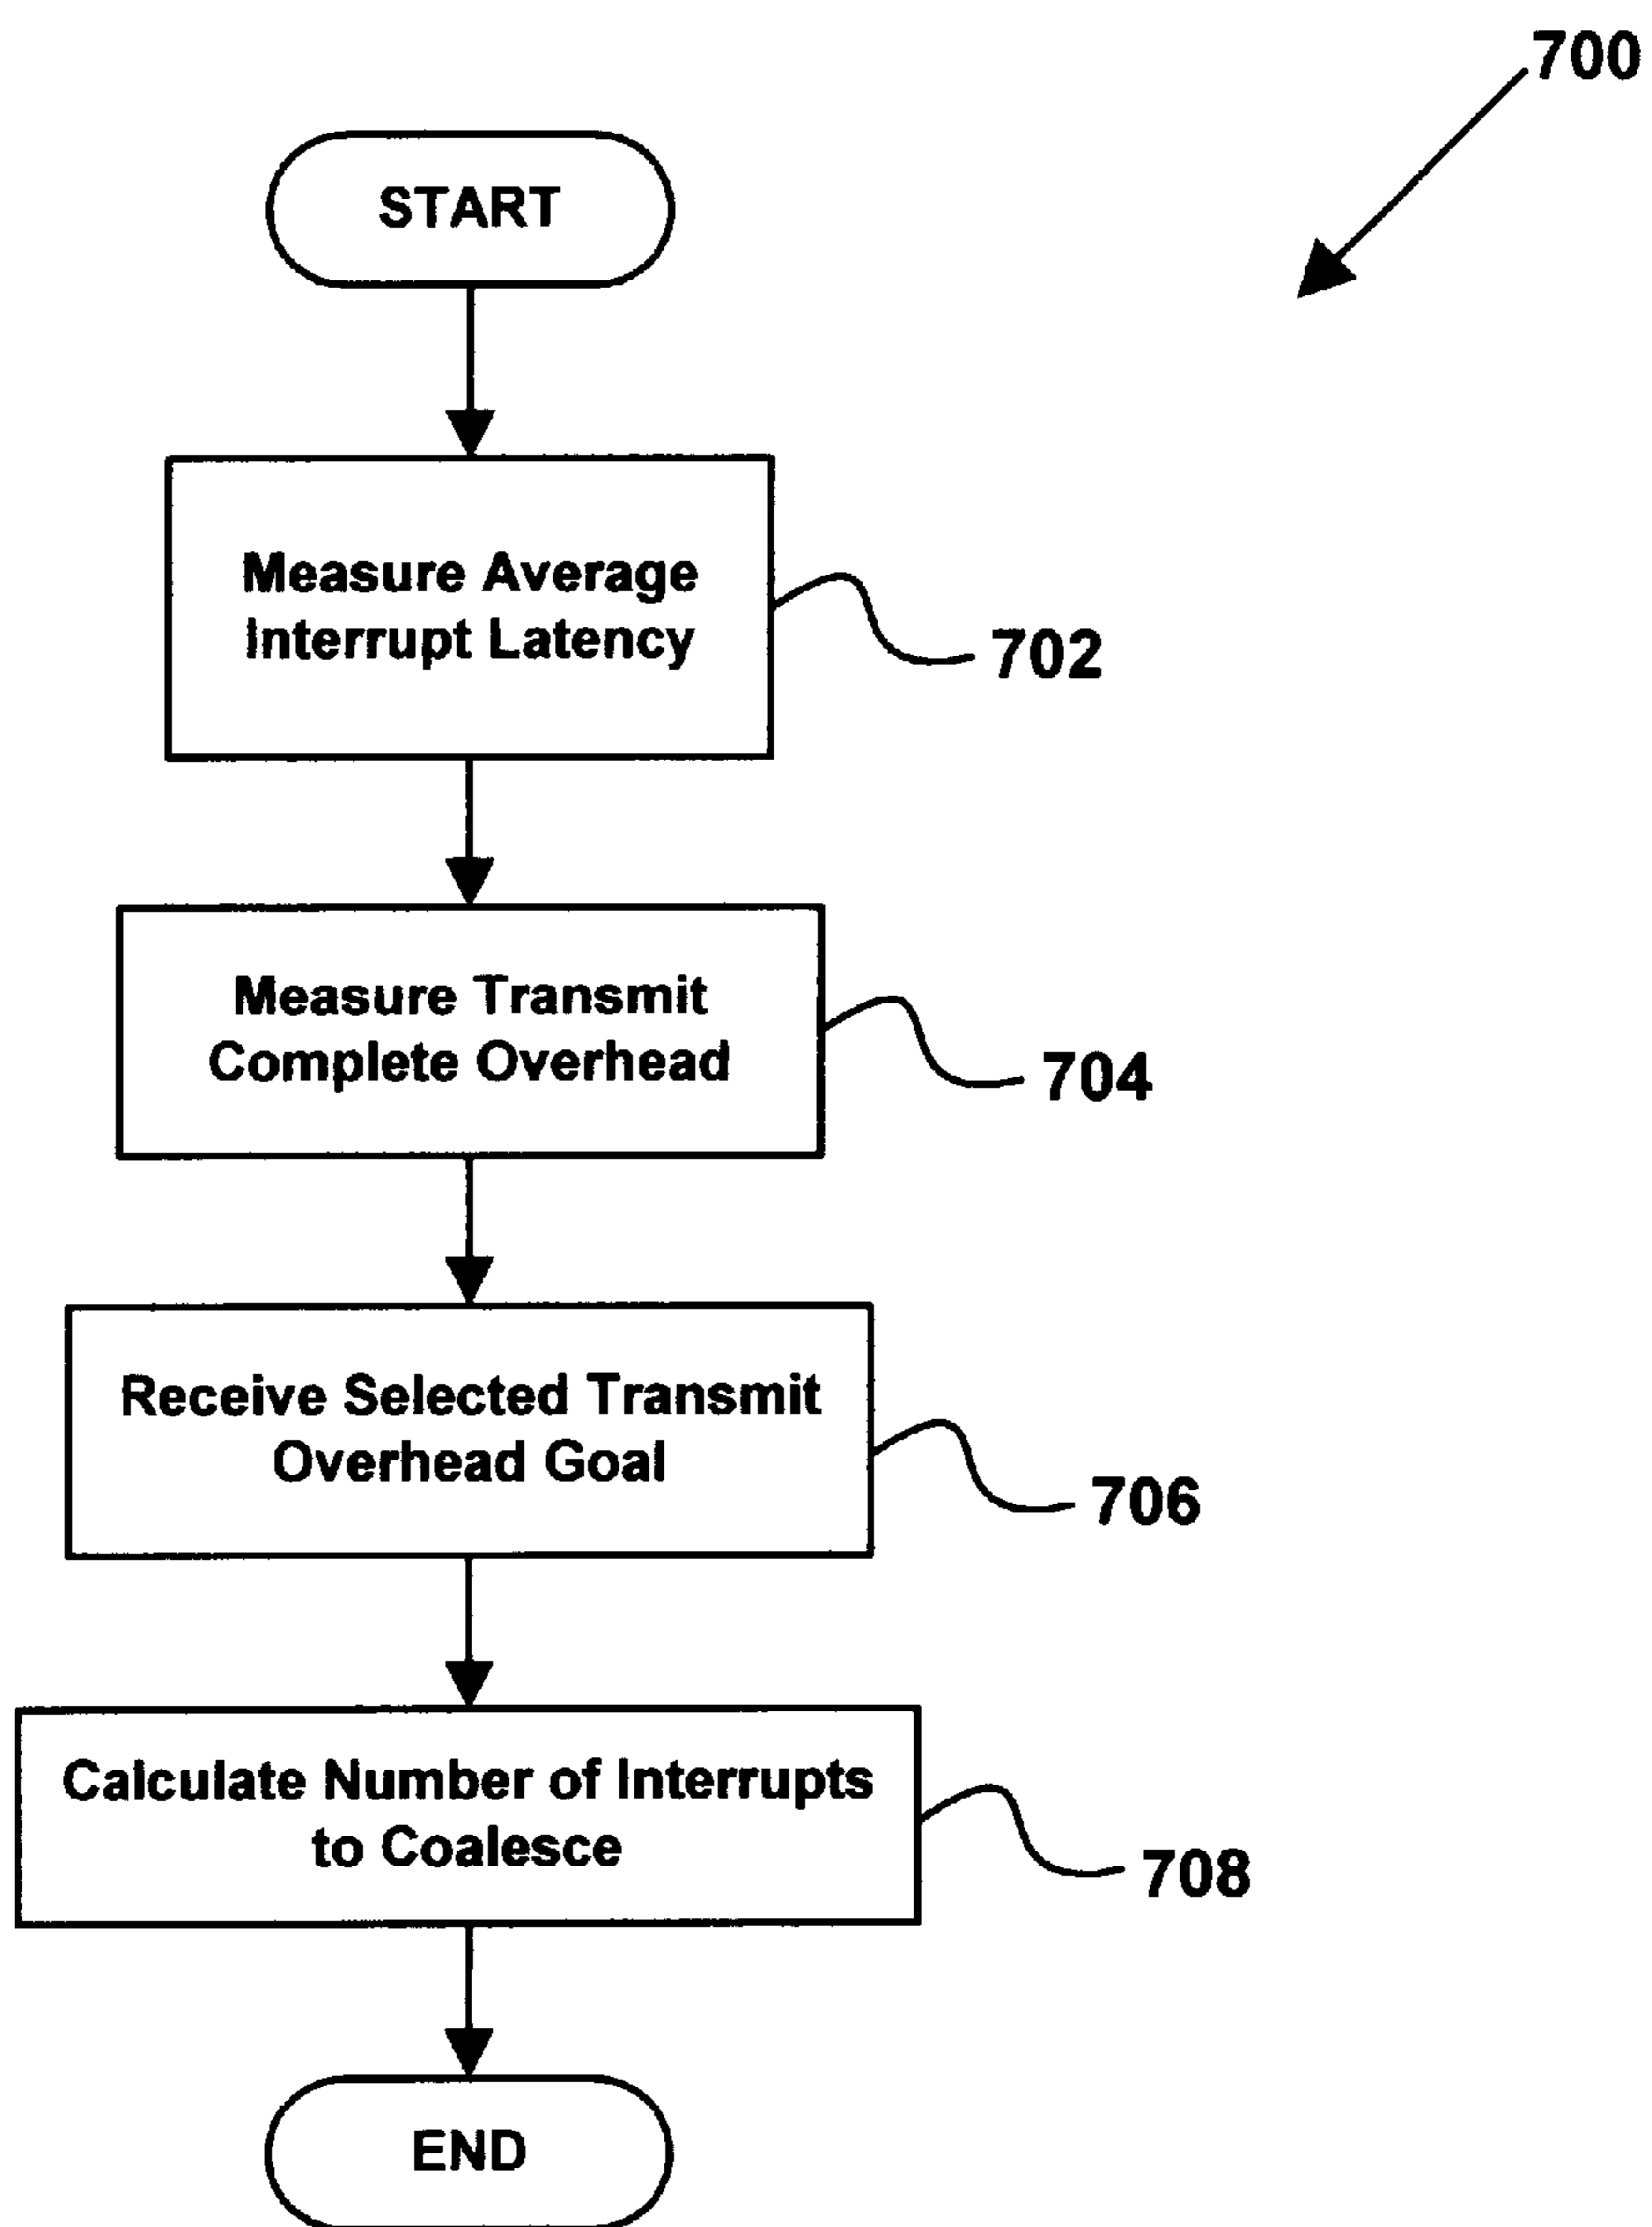 700
START
Measure Average
Interrupt Latency
702
Measure Transmit
Complete Overhead
704
Receive Selected Transmit
Overhead Goal
706
Calculate Number of Interrupts
to Coalesce
708
END